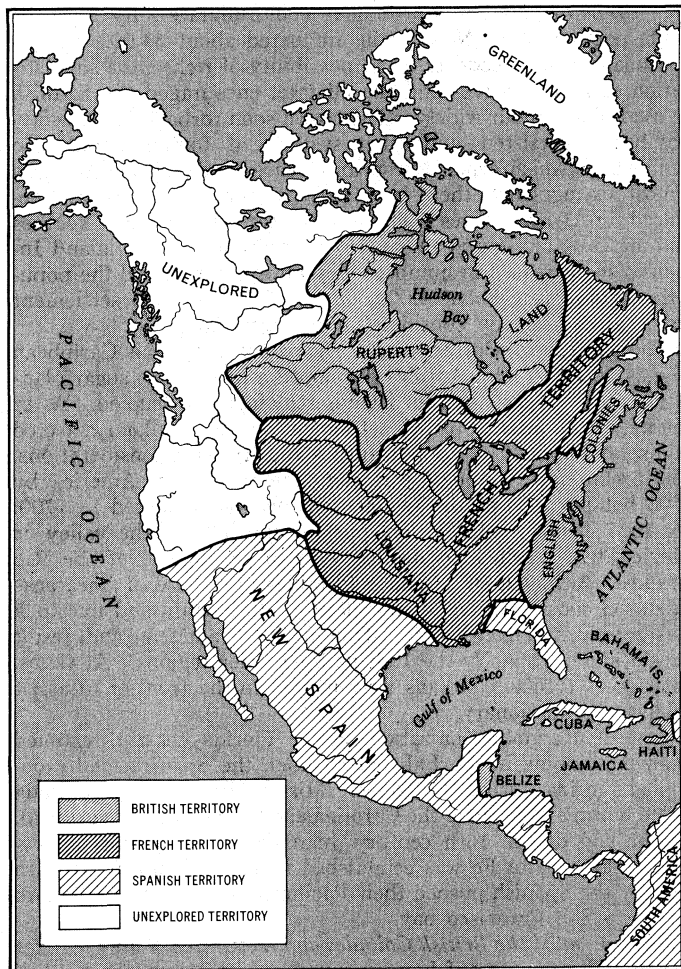 GREENLAND
UNEXPLORED
Hudson
Bay
RUPERT'S
LAND
FRENCH
TERRITORY
COLONIES
ENGLISH
PACIFIC
OCEAN
ATLANTIC OCEAN
LOUISIANA
NEW
SPAIN
FLORIDA
Gulf of Mexico
BAHAMA IS.
CUBA
HAITI
JAMAICA
BELIZE
SOUTH AMERICA
BRITISH TERRITORY
FRENCH TERRITORY
SPANISH TERRITORY
UNEXPLORED TERRITORY